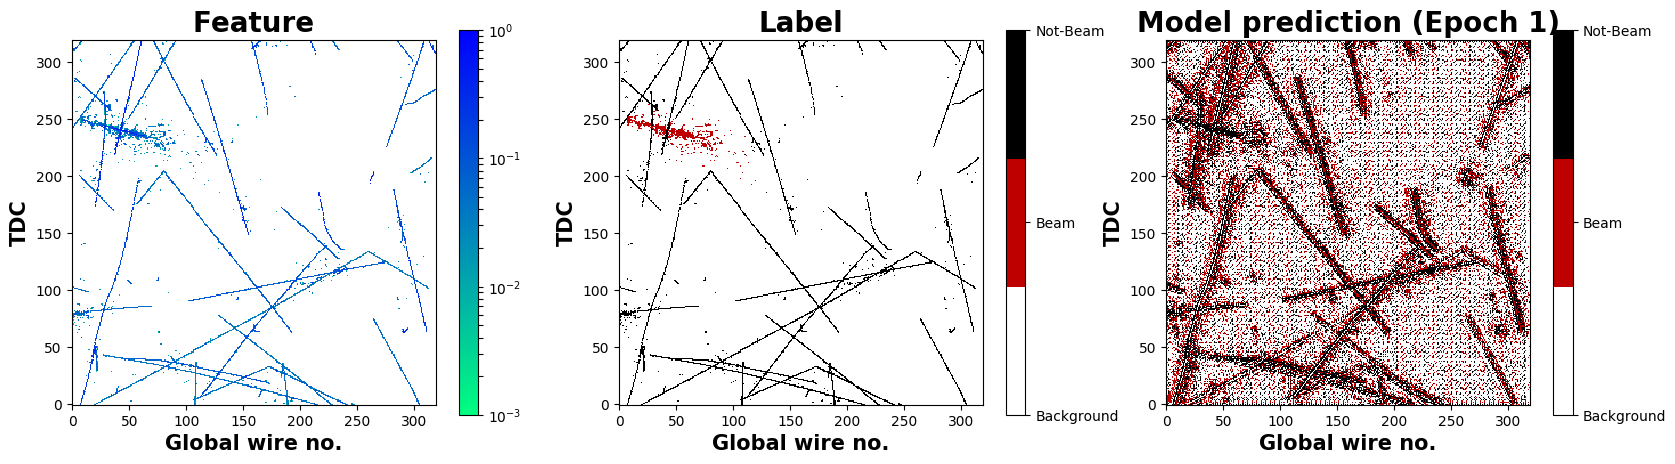 Feature
TDC
300
250
200
150
100
50
0
0 50 100 150 200 250 300
Global wire no.
10^0
10^-1
10^-2
10^-3
Label
TDC
300
250
200
150
100
50
0
0 50 100 150 200 250 300
Global wire no.
Not-Beam
Beam
Background
Model prediction (Epoch 1)
TDC
300
250
200
150
100
50
0
0 50 100 150 200 250 300
Global wire no.
Not-Beam
Beam
Background